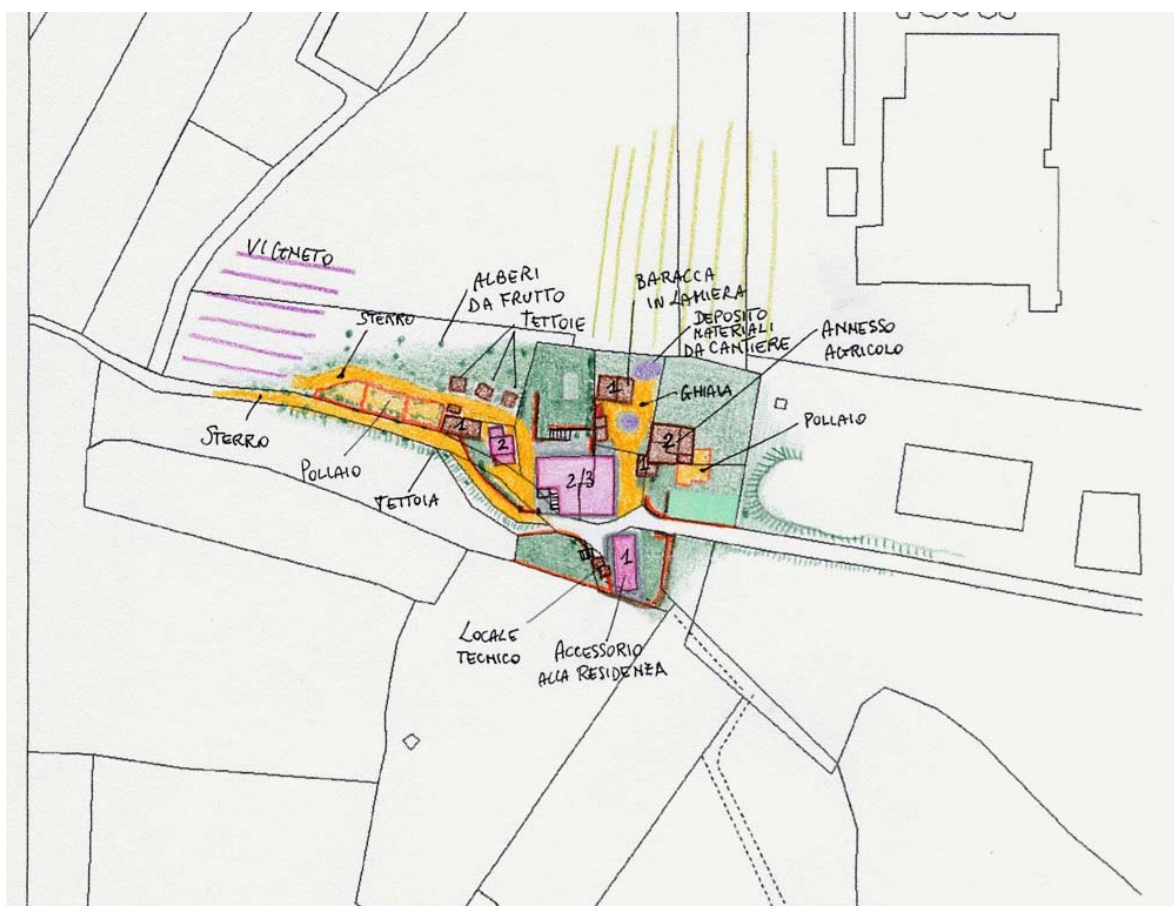 VIGNETO
ALBERI
DA FRUTTO
STERRO
TETTOIE
BARACCA
IN LAMIERA
DEPOSITO
MATERIALI
DA CANTIERE
ANNESSO
AGRICOLO
GHIAIA
POLLAIO
1
2
1
2
1
2/3
STERRO
POLLAIO
TETTOIA
1
LOCALE
TECNICO
ACCESSORIO
ALLA RESIDENZA